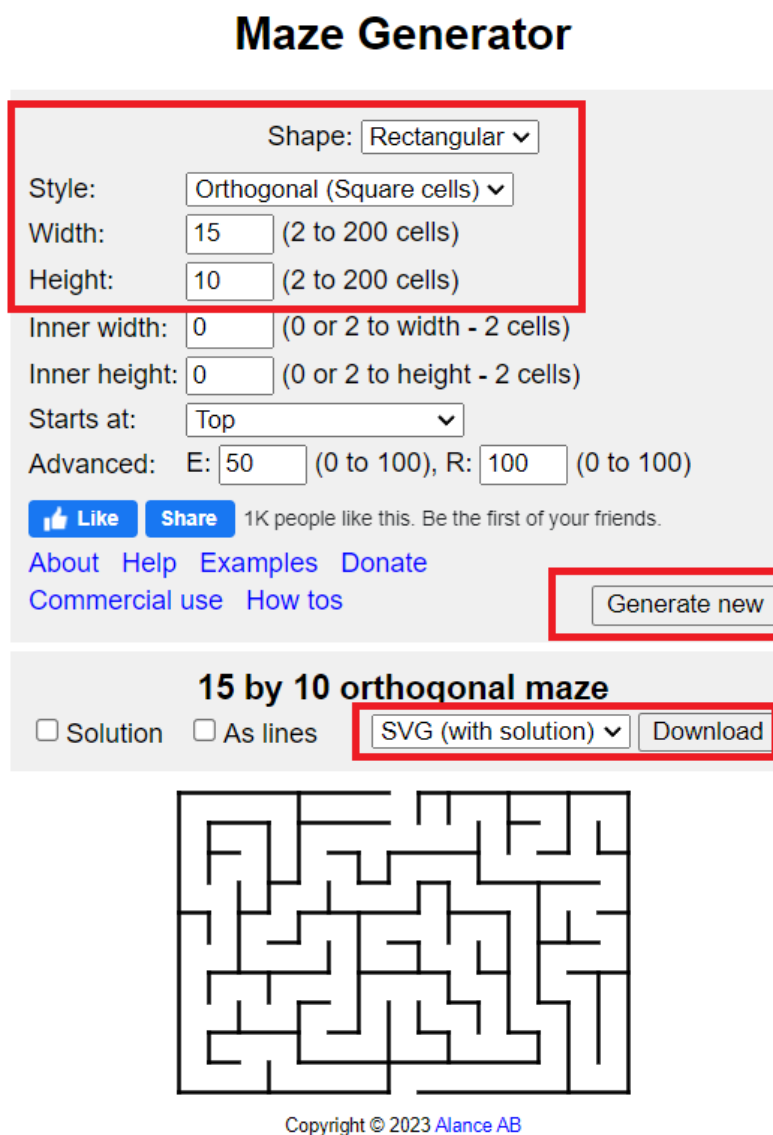 Maze Generator
Shape: Rectangular
Style: Orthogonal (Square cells)
Width: 15 (2 to 200 cells)
Height: 10 (2 to 200 cells)
Inner width: 0 (0 or 2 to width - 2 cells)
Inner height: 0 (0 or 2 to height - 2 cells)
Starts at: Top
Advanced: E: 50 (0 to 100), R: 100 (0 to 100)
Like Share 1K people like this. Be the first of your friends.
About Help Examples Donate
Commercial use How tos
Generate new
15 by 10 orthogonal maze
Solution As lines SVG (with solution) Download
Copyright © 2023 Alance AB